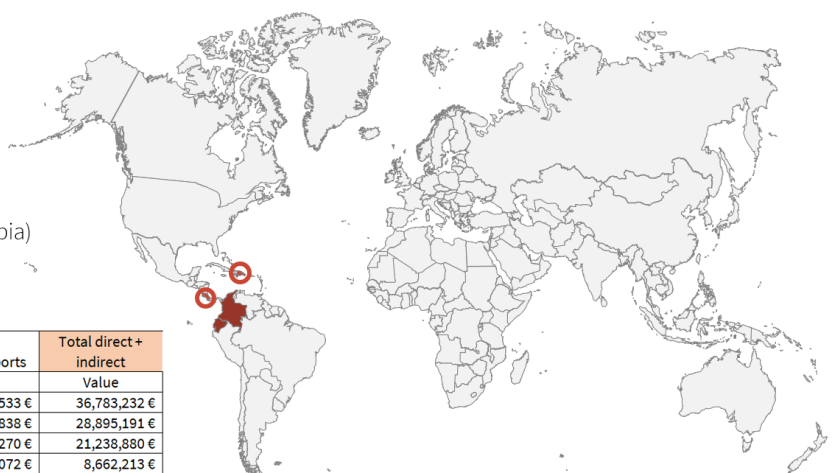 bia)
orts
Total direct +
indirect
Value
533 € 36,783,232 €
838 € 28,895,191 €
270 € 21,238,880 €
072 € 8,662,213 €